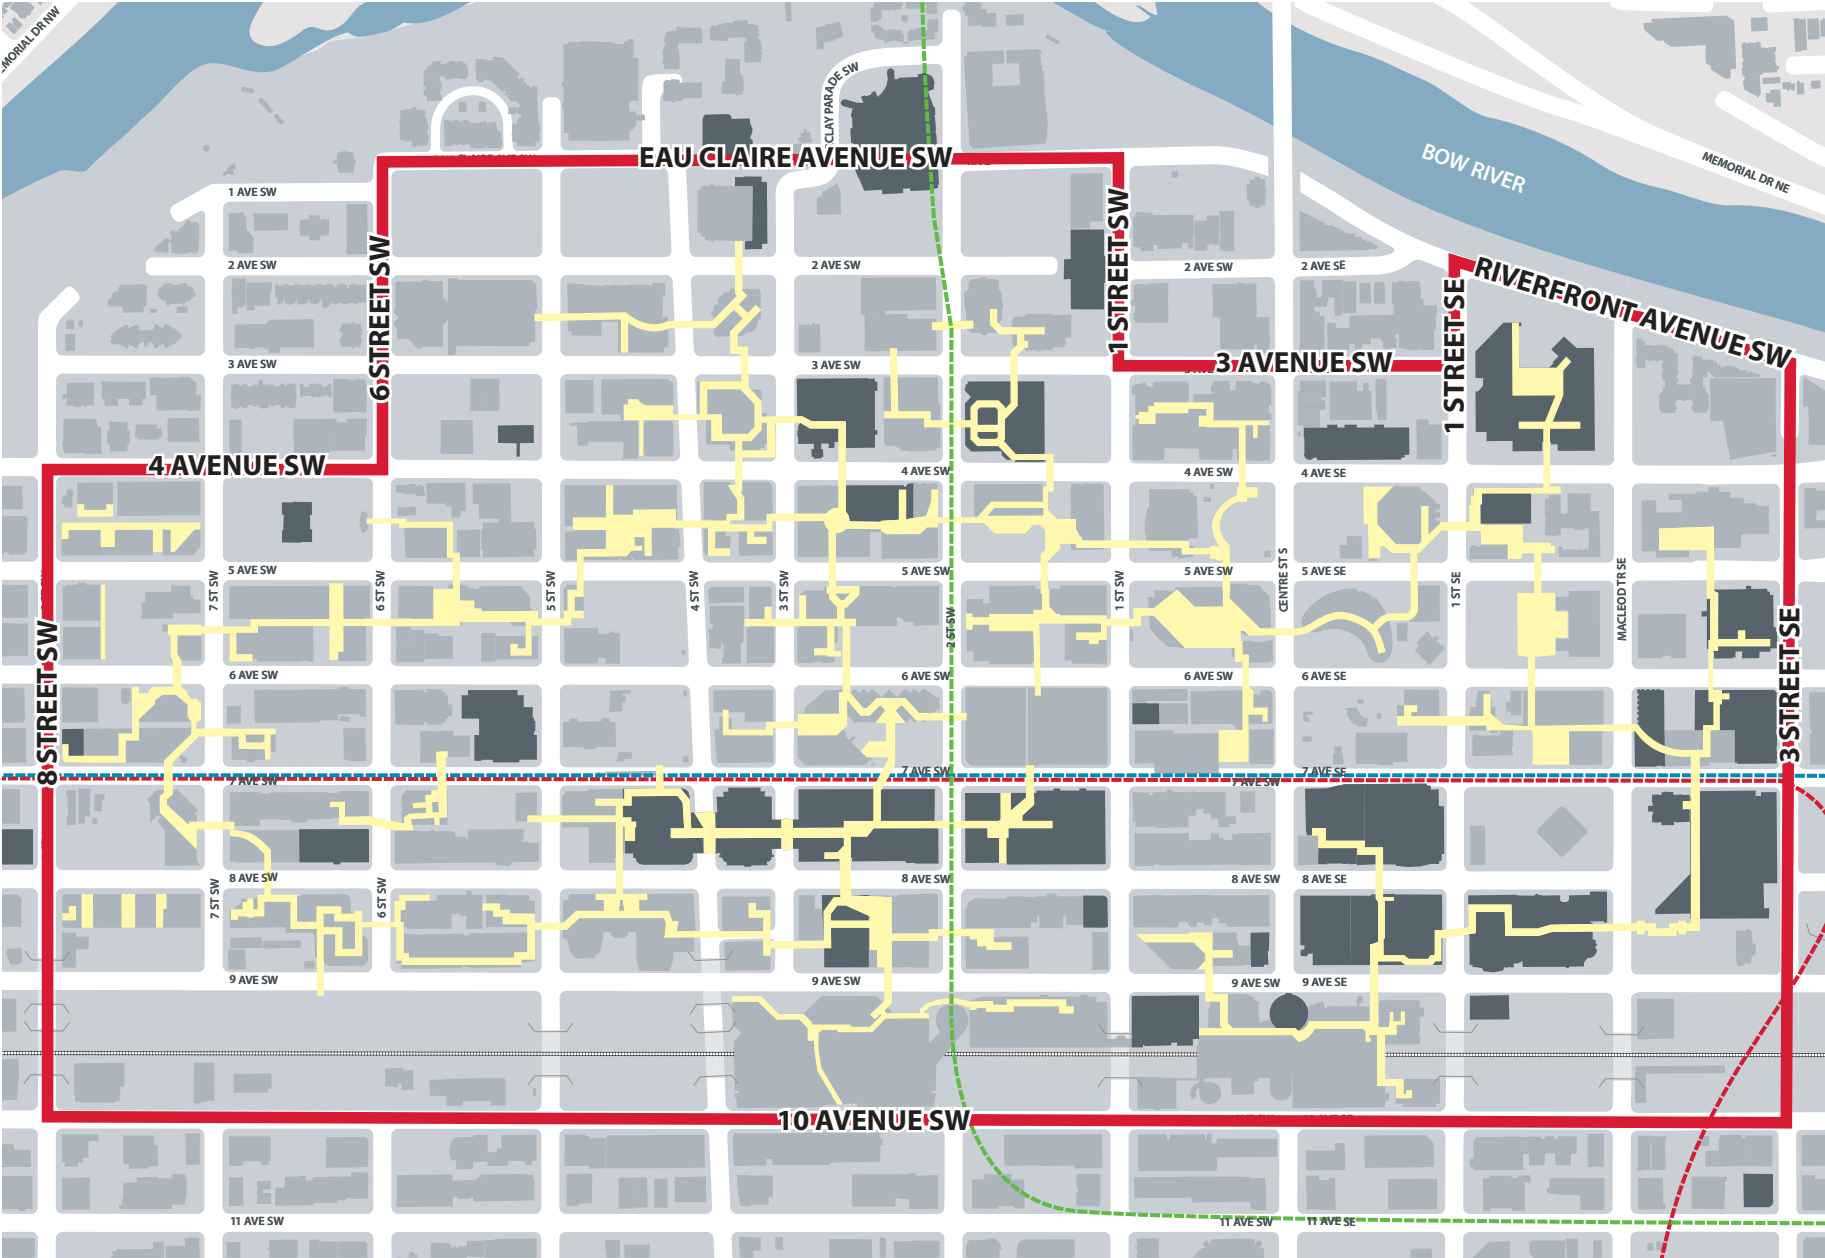 MEMORIAL DR NW
CLAY PARADE SW
EAU CLAIRE AVENUE SW
BOW RIVER
MEMORIAL DR NE
1 AVE SW
6 STREET SW
1 STREET SW
2 AVE SW
2 AVE SW
2 AVE SW
2 AVE SE
RIVERFRONT AVENUE SW
1 STREET SE
3 AVE SW
3 AVE SW
3 AVENUE SW
4 AVENUE SW
4 AVE SW
4 AVE SW
4 AVE SE
5 AVE SW
5 AVE SW
5 AVE SW
5 AVE SE
7 ST SW
6 ST SW
5 ST SW
4 ST SW
3 ST SW
2 ST SW
1 ST SW
CENTRE ST S
1 ST SE
MACLEOD TR SE
8 STREET SW
3 STREET SE
6 AVE SW
6 AVE SW
6 AVE SW
6 AVE SE
7 AVE SW
7 AVE SW
7 AVE SW
7 AVE SE
8 AVE SW
8 AVE SW
8 AVE SW
8 AVE SE
7 ST SW
6 ST SW
9 AVE SW
9 AVE SW
9 AVE SW
9 AVE SE
10 AVENUE SW
11 AVE SW
11 AVE SW
11 AVE SE